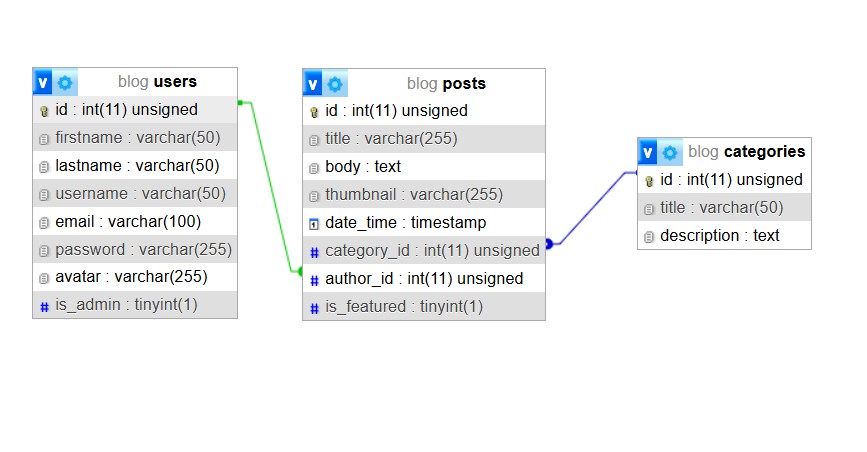 v blog users
id : int(11) unsigned
firstname : varchar(50)
lastname : varchar(50)
username : varchar(50)
email : varchar(100)
password : varchar(255)
avatar : varchar(255)
# is_admin : tinyint(1)
v blog posts
id : int(11) unsigned
title : varchar(255)
body : text
thumbnail : varchar(255)
date_time : timestamp
# category_id : int(11) unsigned
# author_id : int(11) unsigned
# is_featured : tinyint(1)
v blog categories
id : int(11) unsigned
title : varchar(50)
description : text